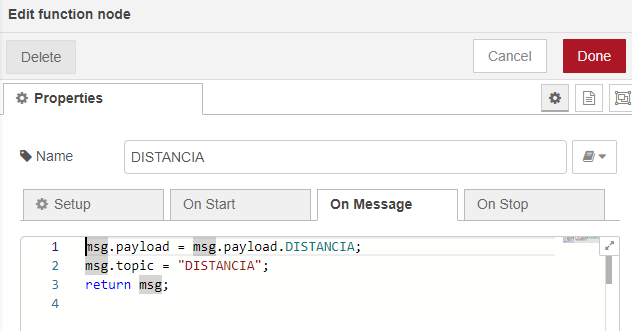 Edit function node
Delete
Cancel
Done
Properties
Name
DISTANCIA
Setup
On Start
On Message
On Stop
1 msg.payload = msg.payload.DISTANCIA;
2 msg.topic = "DISTANCIA";
3 return msg;
4